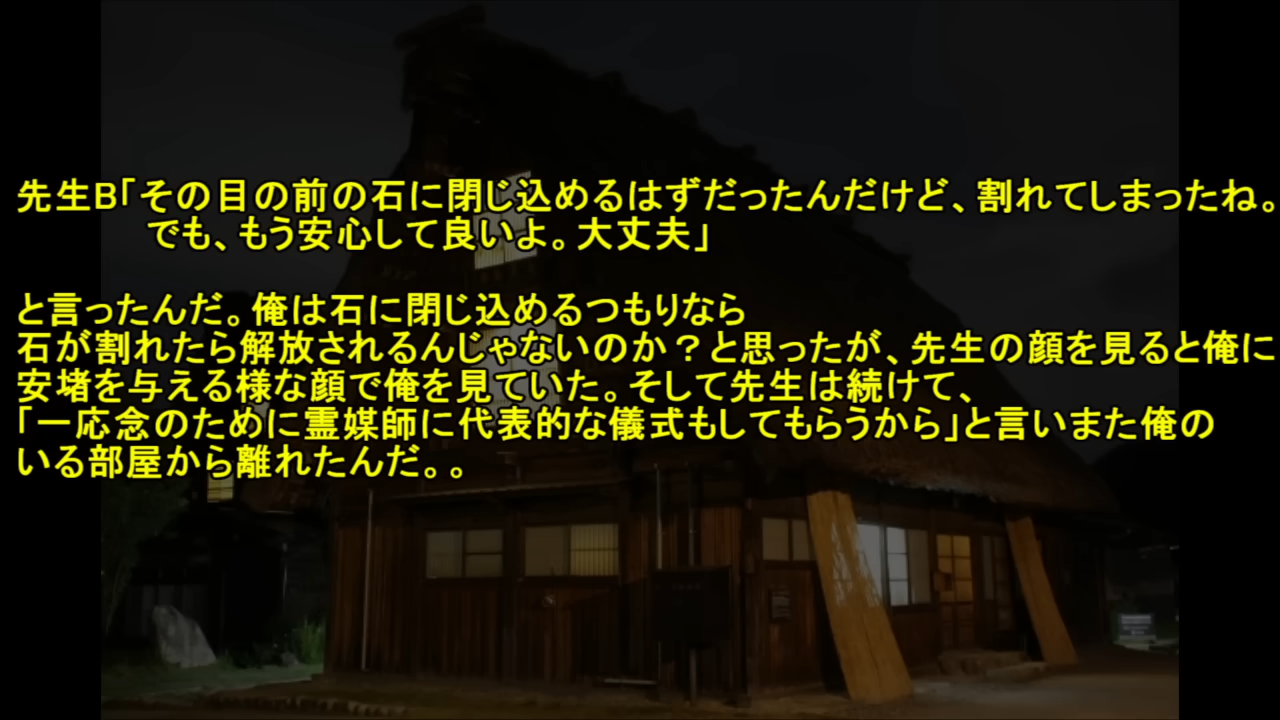 先生B「その目の前の石に閉じ込めるはずだったんだけど、割れてしまったね。
でも、もう安心して良いよ。大丈夫」
と言ったんだ。俺は石に閉じ込めるつもりなら
石が割れたら解放されるんじゃないのか？と思ったが、先生の顔を見ると俺に
安堵を与える様な顔で俺を見ていた。そして先生は続けて、
「一応念のために霊媒師に代表的な儀式もしてもらうから」と言いまた俺の
いる部屋から離れたんだ。。